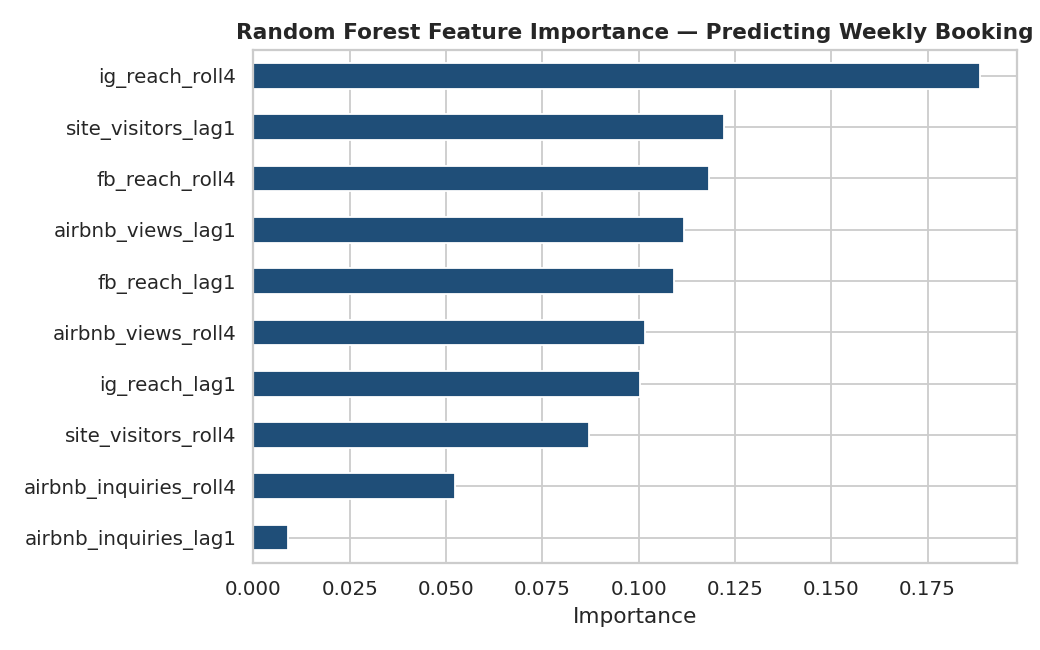 Random Forest Feature Importance — Predicting Weekly Booking
ig_reach_roll4
site_visitors_lag1
fb_reach_roll4
airbnb_views_lag1
fb_reach_lag1
airbnb_views_roll4
ig_reach_lag1
site_visitors_roll4
airbnb_inquiries_roll4
airbnb_inquiries_lag1
0.000 0.025 0.050 0.075 0.100 0.125 0.150 0.175
Importance